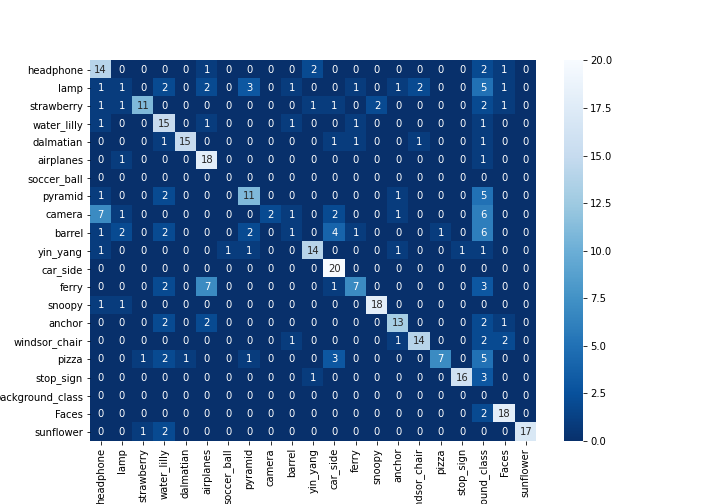 headphone 14 0 0 0 0 1 0 0 0 0 2 0 0 0 0 0 0 0 2 1 0
lamp 1 1 0 2 0 2 0 3 0 1 0 0 1 0 1 2 0 0 5 1 0
strawberry 1 1 11 0 0 0 0 0 0 0 1 1 0 2 0 0 0 0 2 1 0
water_lilly 1 0 0 15 0 1 0 0 0 1 0 0 1 0 0 0 0 0 1 0 0
dalmatian 0 0 0 1 15 0 0 0 0 0 0 1 1 0 0 1 0 0 1 0 0
airplanes 0 1 0 0 0 18 0 0 0 0 0 0 0 0 0 0 0 0 1 0 0
soccer_ball 0 0 0 0 0 0 0 0 0 0 0 0 0 0 0 0 0 0 0 0 0
pyramid 1 0 0 2 0 0 0 11 0 0 0 0 0 0 1 0 0 0 5 0 0
camera 7 1 0 0 0 0 0 0 2 1 0 2 0 0 1 0 0 0 6 0 0
barrel 1 2 0 2 0 0 0 2 0 1 0 4 1 0 0 0 1 0 6 0 0
yin_yang 1 0 0 0 0 0 1 1 0 0 14 0 0 0 1 0 0 1 1 0 0
car_side 0 0 0 0 0 0 0 0 0 0 0 20 0 0 0 0 0 0 0 0 0
ferry 0 0 0 2 0 7 0 0 0 0 0 1 7 0 0 0 0 0 3 0 0
snoopy 1 1 0 0 0 0 0 0 0 0 0 0 0 18 0 0 0 0 0 0 0
anchor 0 0 0 2 0 2 0 0 0 0 0 0 0 0 13 0 0 0 2 1 0
windsor_chair 0 0 0 0 0 0 0 0 0 1 0 0 0 0 1 14 0 0 2 2 0
pizza 0 0 1 2 1 0 0 1 0 0 0 3 0 0 0 0 7 0 5 0 0
stop_sign 0 0 0 0 0 0 0 0 0 0 1 0 0 0 0 0 0 16 3 0 0
ackground_class 0 0 0 0 0 0 0 0 0 0 0 0 0 0 0 0 0 0 0 0 0
Faces 0 0 0 0 0 0 0 0 0 0 0 0 0 0 0 0 0 0 2 18 0
sunflower 0 0 1 2 0 0 0 0 0 0 0 0 0 0 0 0 0 0 0 0 17
headphone
lamp
strawberry
water_lilly
dalmatian
airplanes
soccer_ball
pyramid
camera
barrel
yin_yang
car_side
ferry
snoopy
anchor
dsor_chair
pizza
stop_sign
ound_class
Faces
sunflower
20.0
17.5
15.0
12.5
10.0
7.5
5.0
2.5
0.0